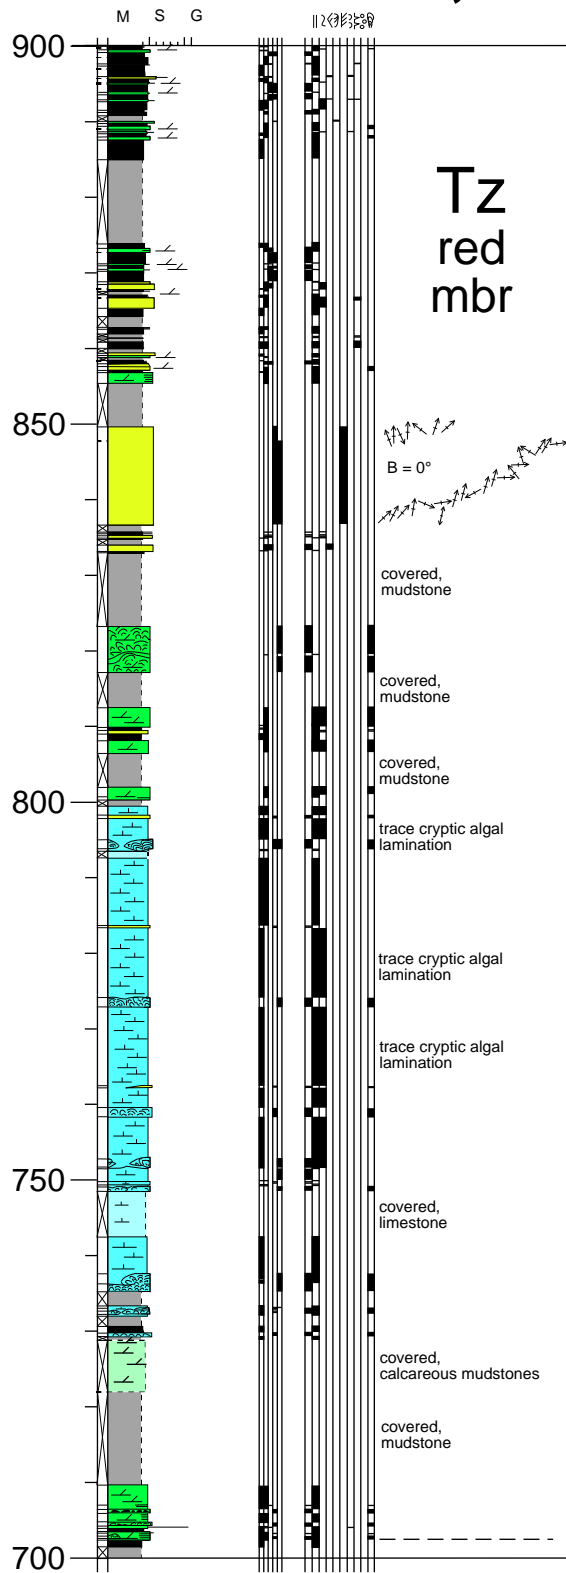 M S G
900
Tz
red
mbr
850
B = 0°
covered,
mudstone
covered,
mudstone
covered,
mudstone
800
trace cryptic algal
lamination
trace cryptic algal
lamination
trace cryptic algal
lamination
750
covered,
limestone
covered,
calcareous mudstones
covered,
mudstone
700